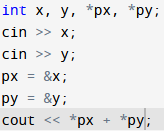 int x, y, *px, *py;
cin >> x;
cin >> y;
px = &x;
py = &y;
cout << *px + *py;